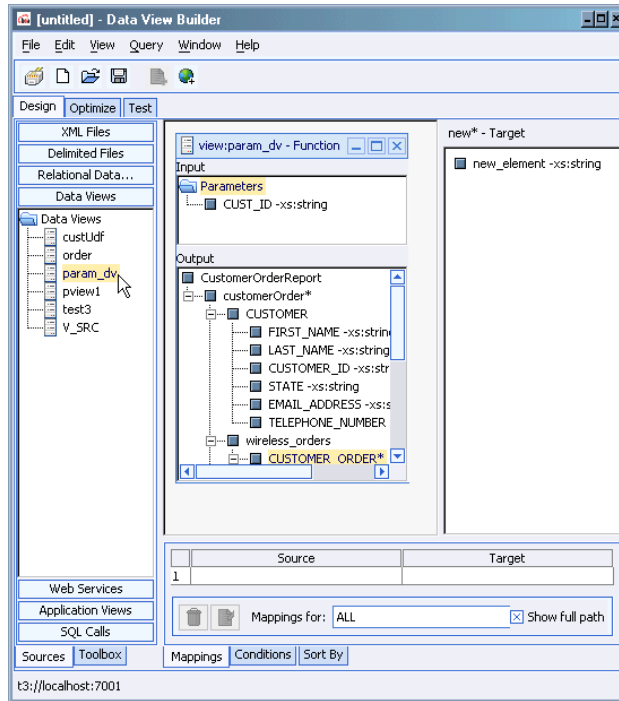 [untitled] - Data View Builder
File Edit View Query Window Help
Design Optimize Test
XML Files
Delimited Files
Relational Data...
Data Views
Data Views
custUdf
order
param_dv
pview1
test3
V_SRC
Web Services
Application Views
SQL Calls
Sources Toolbox
view:param_dv - Function
Input
Parameters
CUST_ID -xs:string
Output
CustomerOrderReport
customerOrder*
CUSTOMER
FIRST_NAME -xs:strin
LAST_NAME -xs:string
CUSTOMER_ID -xs:str
STATE -xs:string
EMAIL_ADDRESS -xs:s
TELEPHONE_NUMBER
wireless_orders
CUSTOMER_ORDER*
new* - Target
new_element -xs:string
Source Target
1
Mappings for: ALL Show full path
Mappings Conditions Sort By
t3://localhost:7001